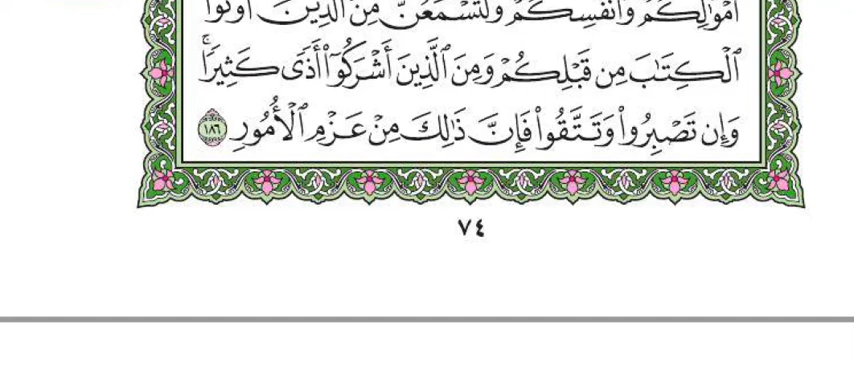 أَمْوَٰلِكُمْ وَأَنفُسِكُمْ وَلَتَسْمَعُنَّ مِنَ ٱلَّذِينَ أُوتُوا۟
ٱلْكِتَٰبَ مِن قَبْلِكُمْ وَمِنَ ٱلَّذِينَ أَشْرَكُوٓا۟ أَذًى كَثِيرًا ۚ
وَإِن تَصْبِرُوا۟ وَتَتَّقُوا۟ فَإِنَّ ذَٰلِكَ مِنْ عَزْمِ ٱلْأُمُورِ ١٨٦
٧٤